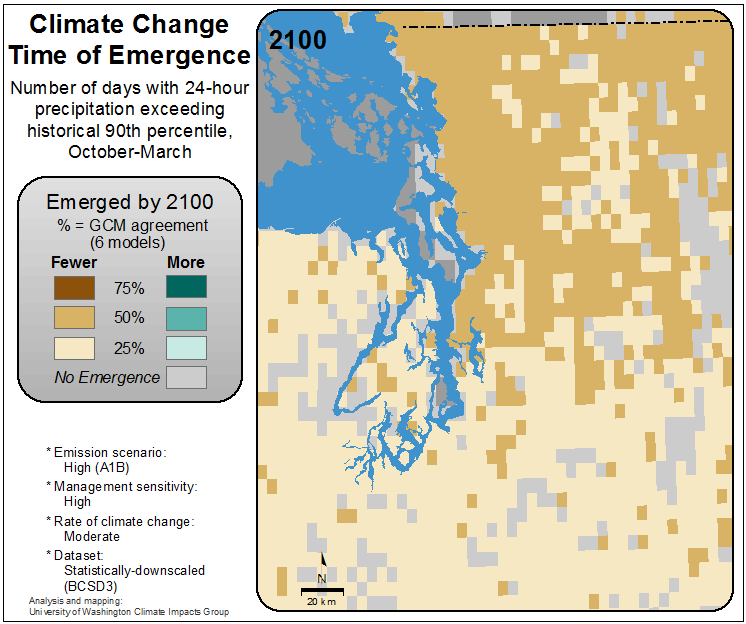 Climate Change
Time of Emergence
Number of days with 24-hour
precipitation exceeding
historical 90th percentile,
October-March
Emerged by 2100
% = GCM agreement
(6 models)
Fewer More
75%
50%
25%
No Emergence
* Emission scenario:
High (A1B)
* Management sensitivity:
High
* Rate of climate change:
Moderate
* Dataset:
Statistically-downscaled
(BCSD3)
Analysis and mapping:
University of Washington Climate Impacts Group
2100
N
20 km